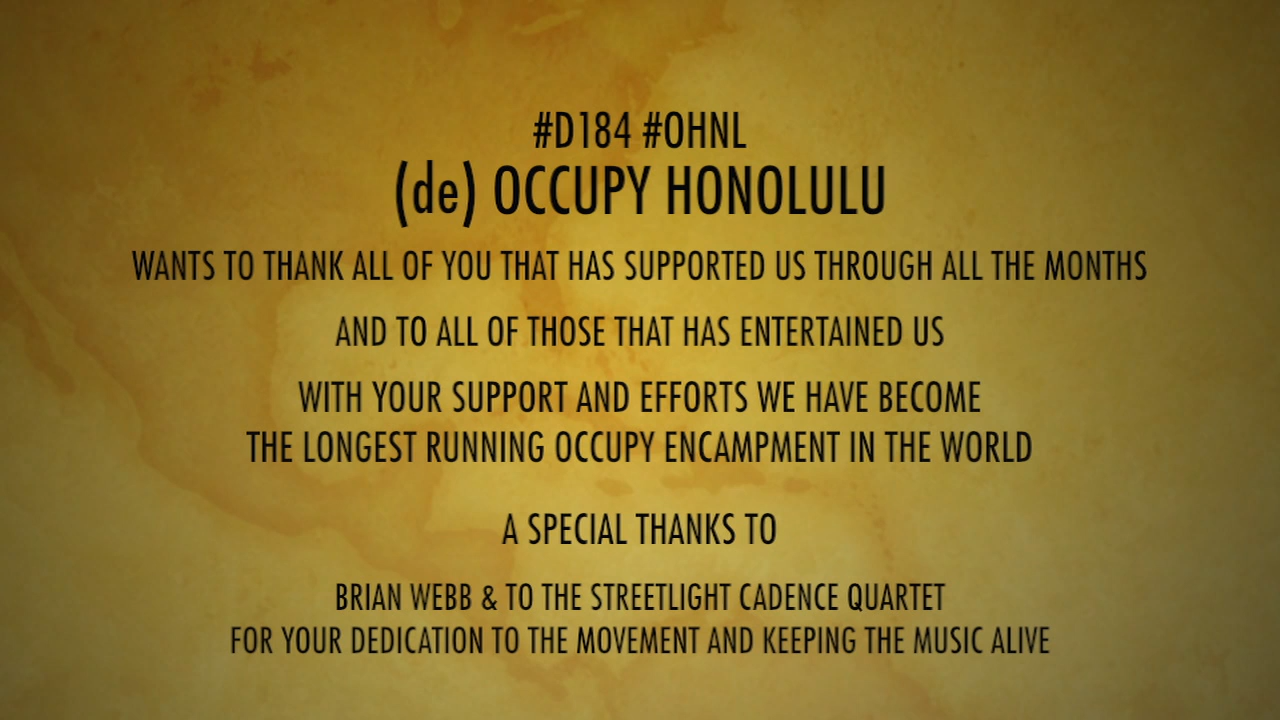 #D184 #OHNL
(de) OCCUPY HONOLULU
WANTS TO THANK ALL OF YOU THAT HAS SUPPORTED US THROUGH ALL THE MONTHS
AND TO ALL OF THOSE THAT HAS ENTERTAINED US
WITH YOUR SUPPORT AND EFFORTS WE HAVE BECOME
THE LONGEST RUNNING OCCUPY ENCAMPMENT IN THE WORLD
A SPECIAL THANKS TO
BRIAN WEBB & TO THE STREETLIGHT CADENCE QUARTET
FOR YOUR DEDICATION TO THE MOVEMENT AND KEEPING THE MUSIC ALIVE